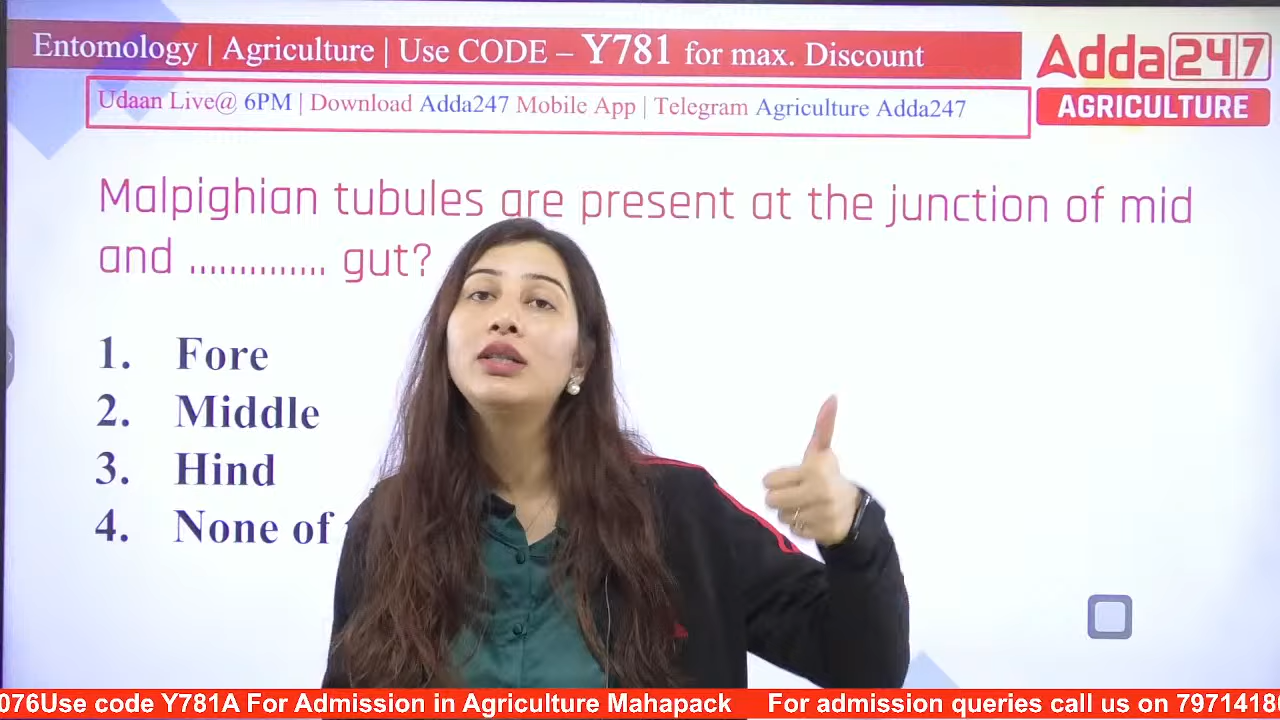 Entomology | Agriculture | Use CODE – Y781 for max. Discount
Adda247
AGRICULTURE
Udaan Live@ 6PM | Download Adda247 Mobile App | Telegram Agriculture Adda247
Malpighian tubules are present at the junction of mid
and .............. gut?
1. Fore
2. Middle
3. Hind
4. None of
076Use code Y781A For Admission in Agriculture Mahapack For admission queries call us on 7971418